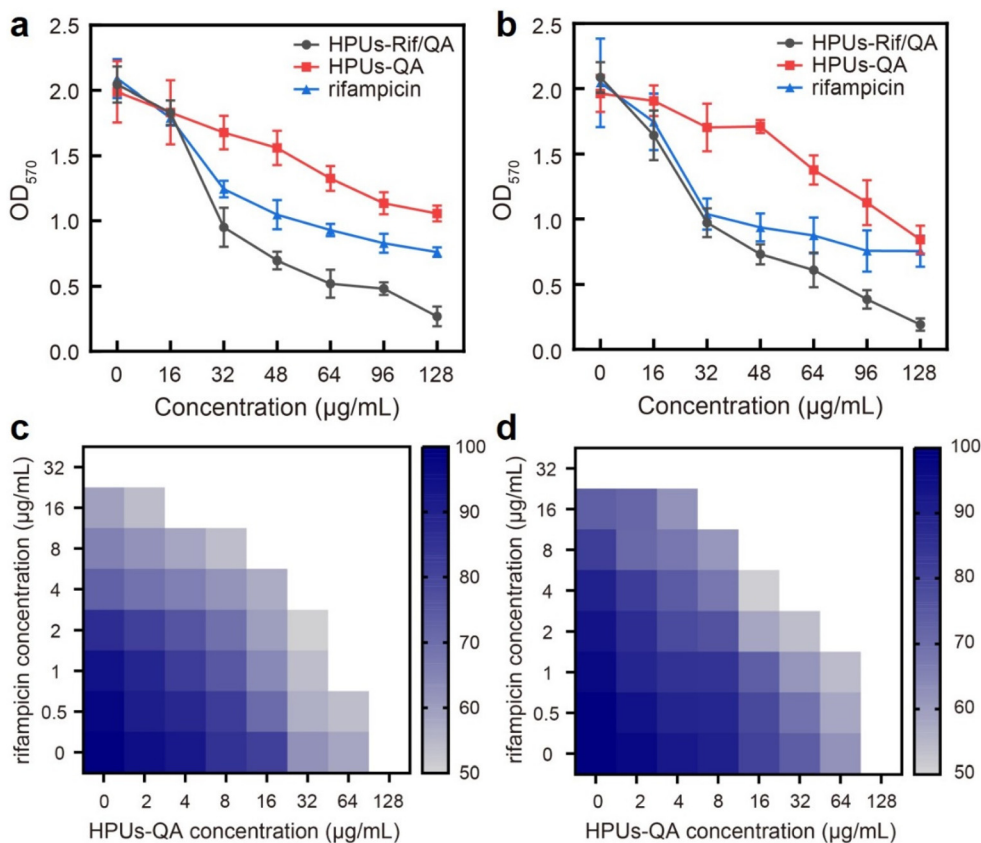 a
2.5
2.0
1.5
1.0
0.5
0.0
OD570
HPUs-Rif/QA
HPUs-QA
rifampicin
0 16 32 48 64 96 128
Concentration (µg/mL)
b
2.5
2.0
1.5
1.0
0.5
0.0
OD570
HPUs-Rif/QA
HPUs-QA
rifampicin
0 16 32 48 64 96 128
Concentration (µg/mL)
c
rifampicin concentration (µg/mL)
32
16
8
4
2
1
0.5
0
0 2 4 8 16 32 64 128
HPUs-QA concentration (µg/mL)
100
90
80
70
60
50
d
rifampicin concentration (µg/mL)
32
16
8
4
2
1
0.5
0
0 2 4 8 16 32 64 128
HPUs-QA concentration (µg/mL)
100
90
80
70
60
50